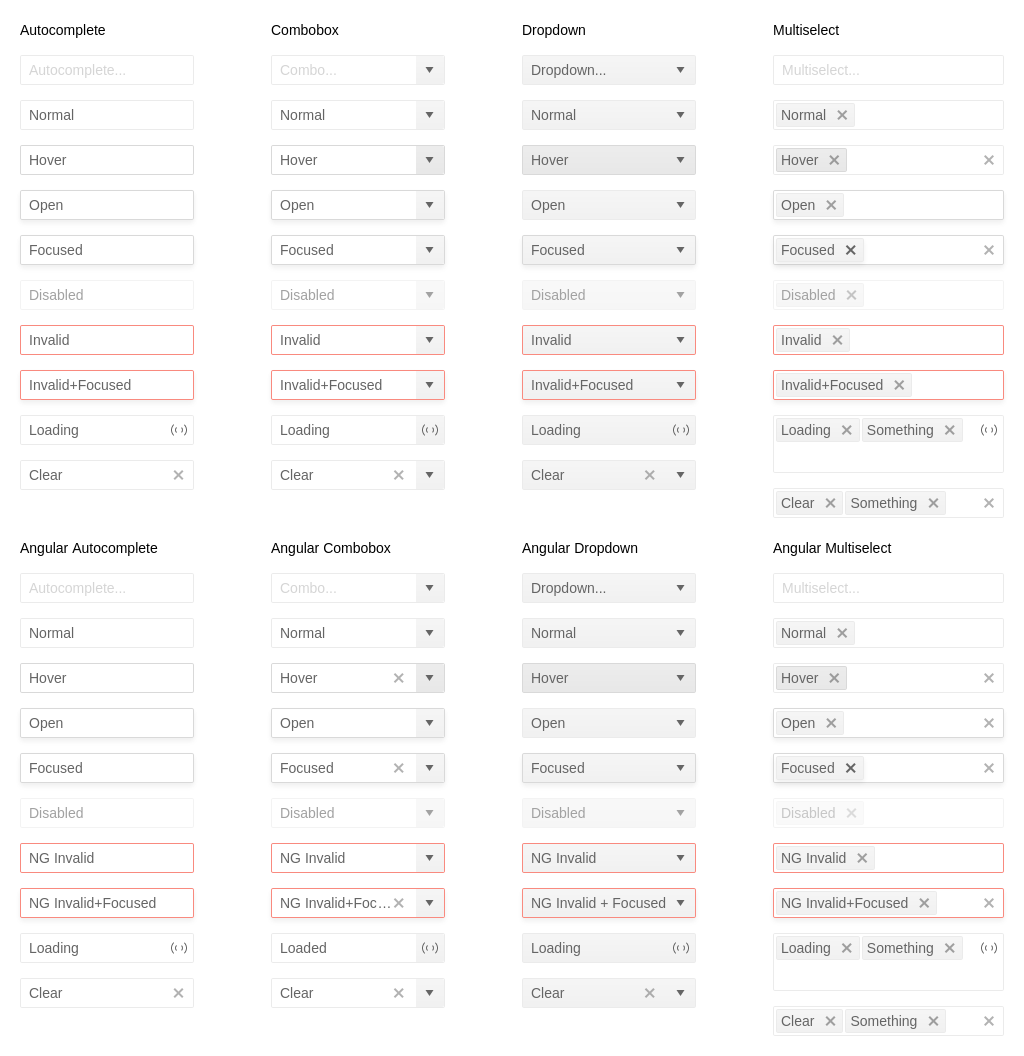 Autocomplete Combobox Dropdown Multiselect
Autocomplete... Combo... Dropdown... Multiselect...
Normal Normal Normal Normal
Hover Hover Hover Hover
Open Open Open Open
Focused Focused Focused Focused
Disabled Disabled Disabled Disabled
Invalid Invalid Invalid Invalid
Invalid+Focused Invalid+Focused Invalid+Focused Invalid+Focused
Loading Loading Loading Loading Something
Clear Clear Clear
Clear Something
Angular Autocomplete Angular Combobox Angular Dropdown Angular Multiselect
Autocomplete... Combo... Dropdown... Multiselect...
Normal Normal Normal Normal
Hover Hover Hover Hover
Open Open Open Open
Focused Focused Focused Focused
Disabled Disabled Disabled Disabled
NG Invalid NG Invalid NG Invalid NG Invalid
NG Invalid+Focused NG Invalid+Foc... NG Invalid + Focused NG Invalid+Focused
Loading Loaded Loading Loading Something
Clear Clear Clear
Clear Something